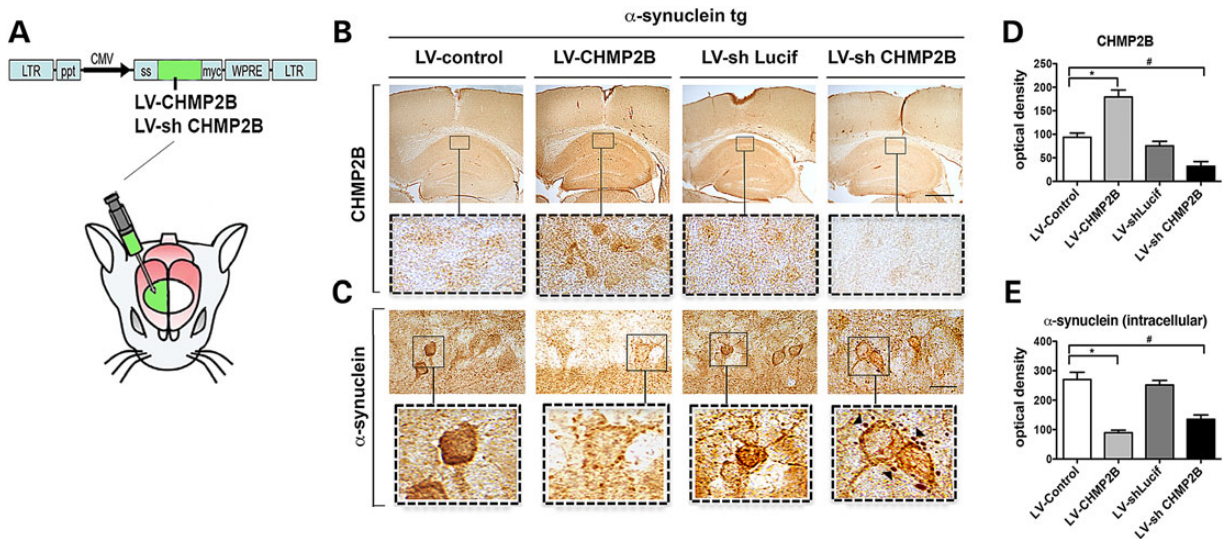 A
LTR ppt CMV ss myc WPRE LTR
LV-CHMP2B
LV-sh CHMP2B
B
α-synuclein tg
LV-control LV-CHMP2B LV-sh Lucif LV-sh CHMP2B
CHMP2B
C
α-synuclein
D
CHMP2B
optical density
250
200
150
100
50
0
* #
LV-Control LV-CHMP2B LV-shLucif LV-sh CHMP2B
E
α-synuclein (intracellular)
optical density
400
300
200
100
0
* #
LV-Control LV-CHMP2B LV-shLucif LV-sh CHMP2B